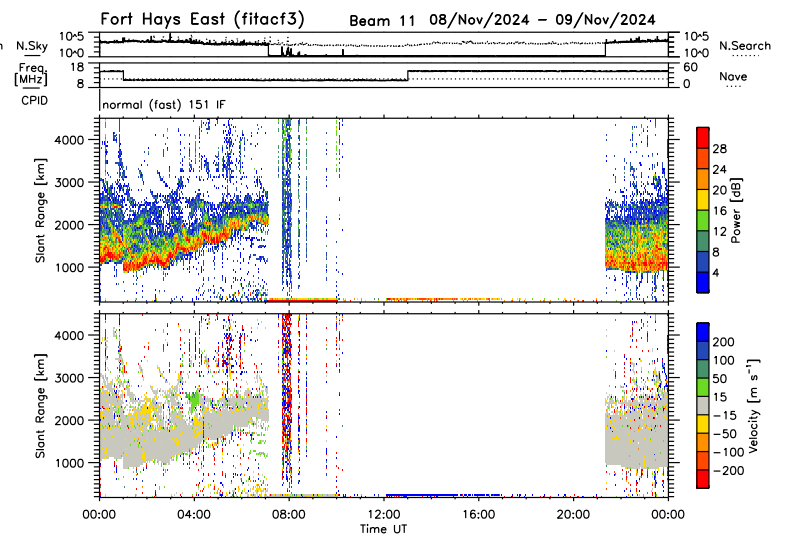 Fort Hays East (fitacf3) Beam 11 08/Nov/2024 - 09/Nov/2024
n N.Sky 10^5 10^0 10^5 10^0 N.Search
Freq. [MHz] 18 8 60 0 Nave
CPID normal (fast) 151 IF
Slant Range [km] 4000 3000 2000 1000
Power [dB] 28 24 20 16 12 8 4
Slant Range [km] 4000 3000 2000 1000
Velocity [m s⁻¹] 200 100 50 15 -15 -50 -100 -200
00:00 04:00 08:00 12:00 16:00 20:00 00:00
Time UT